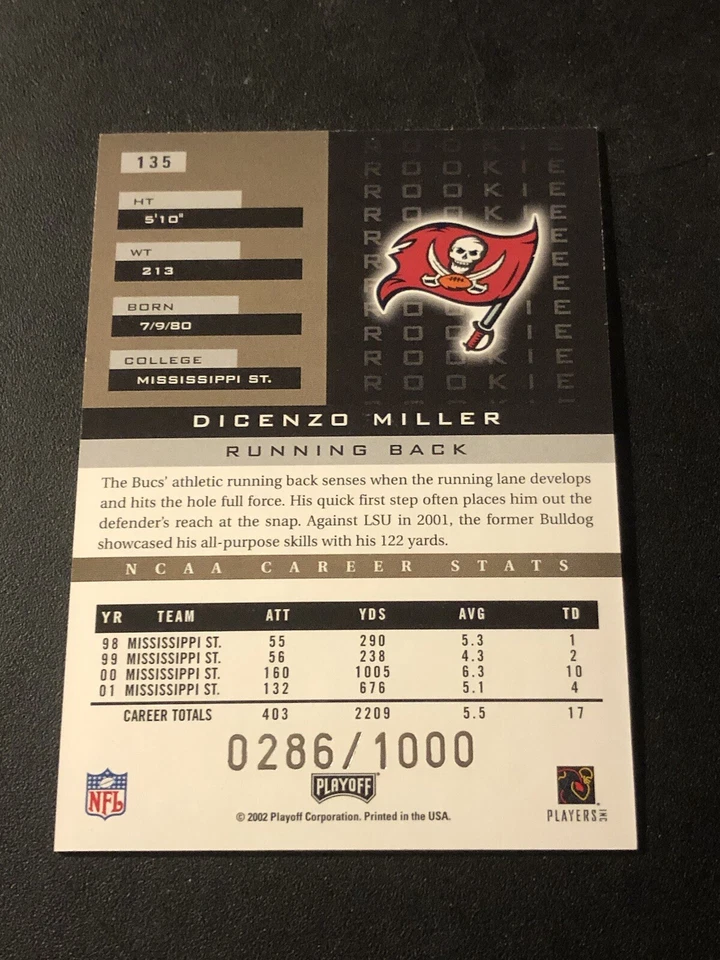 135
HT
5'10"
WT
213
BORN
7/9/80
COLLEGE
MISSISSIPPI ST.
ROOKIE
ROOKIE
ROOKIE
ROOKIE
ROOKIE
ROOKIE
ROOKIE
ROOKIE
ROOKIE
ROOKIE
DICENZO MILLER
RUNNING BACK
The Bucs' athletic running back senses when the running lane develops
and hits the hole full force. His quick first step often places him out the
defender's reach at the snap. Against LSU in 2001, the former Bulldog
showcased his all-purpose skills with his 122 yards.
NCAA CAREER STATS
YR TEAM ATT YDS AVG TD
98 MISSISSIPPI ST. 55 290 5.3 1
99 MISSISSIPPI ST. 56 238 4.3 2
00 MISSISSIPPI ST. 160 1005 6.3 10
01 MISSISSIPPI ST. 132 676 5.1 4
CAREER TOTALS 403 2209 5.5 17
0286/1000
NFL
PLAYOFF
© 2002 Playoff Corporation. Printed in the USA.
PLAYERS INC